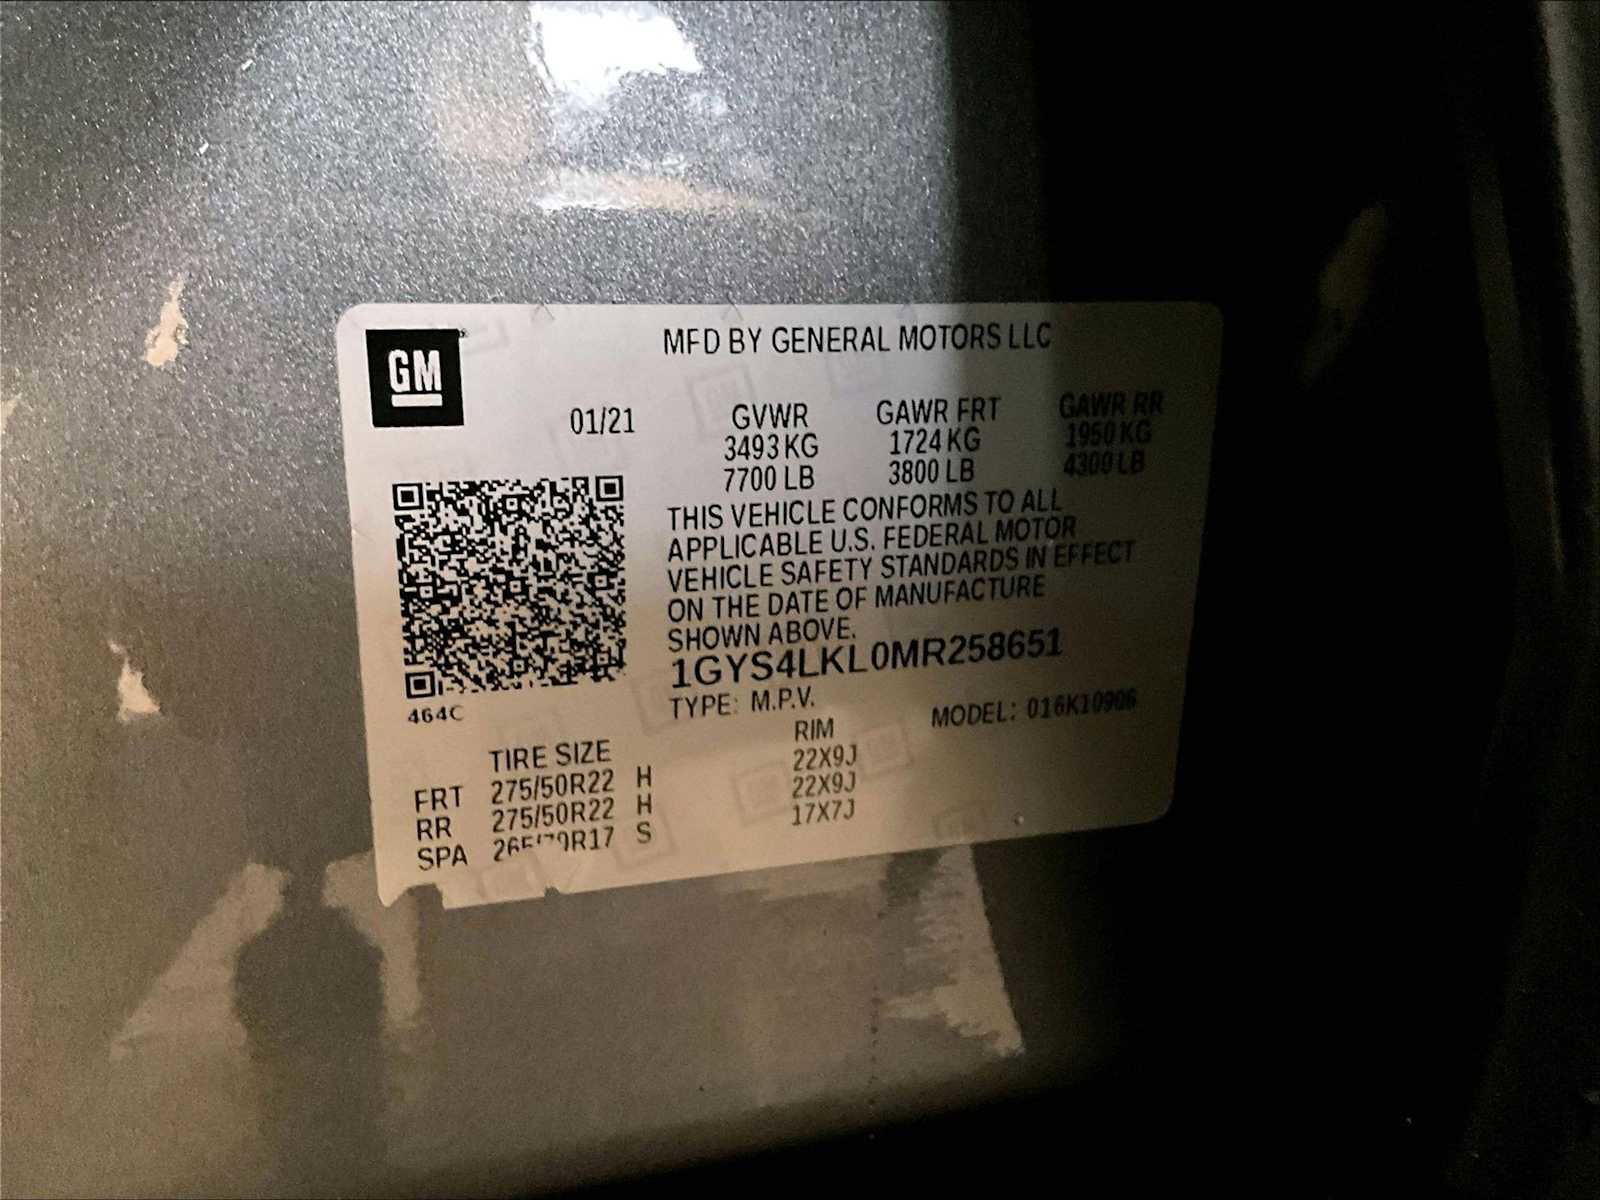 GM
MFD BY GENERAL MOTORS LLC
01/21 GVWR GAWR FRT GAWR RR
3493 KG 1724 KG 1950 KG
7700 LB 3800 LB 4300 LB
THIS VEHICLE CONFORMS TO ALL
APPLICABLE U.S. FEDERAL MOTOR
VEHICLE SAFETY STANDARDS IN EFFECT
ON THE DATE OF MANUFACTURE
SHOWN ABOVE.
1GYS4LKL0MR258651
464C
TYPE: M.P.V. MODEL: 016K10906
TIRE SIZE RIM
FRT 275/50R22 H 22X9J
RR 275/50R22 H 22X9J
SPA S 17X7J